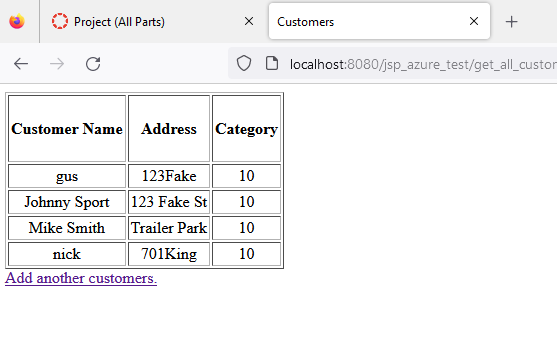 Project (All Parts) Customers
localhost:8080/jsp_azure_test/get_all_custor
Customer Name Address Category
gus 123Fake 10
Johnny Sport 123 Fake St 10
Mike Smith Trailer Park 10
nick 701King 10
Add another customers.